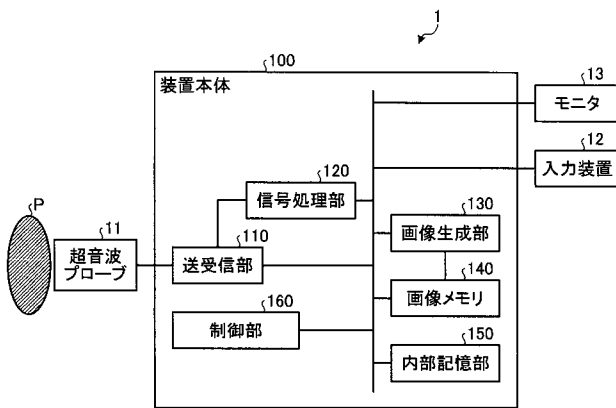 1
100
装置本体
13
モニタ
12
入力装置
120
信号処理部
130
画像生成部
P
11
超音波
プローブ
110
送受信部
140
画像メモリ
160
制御部
150
内部記憶部